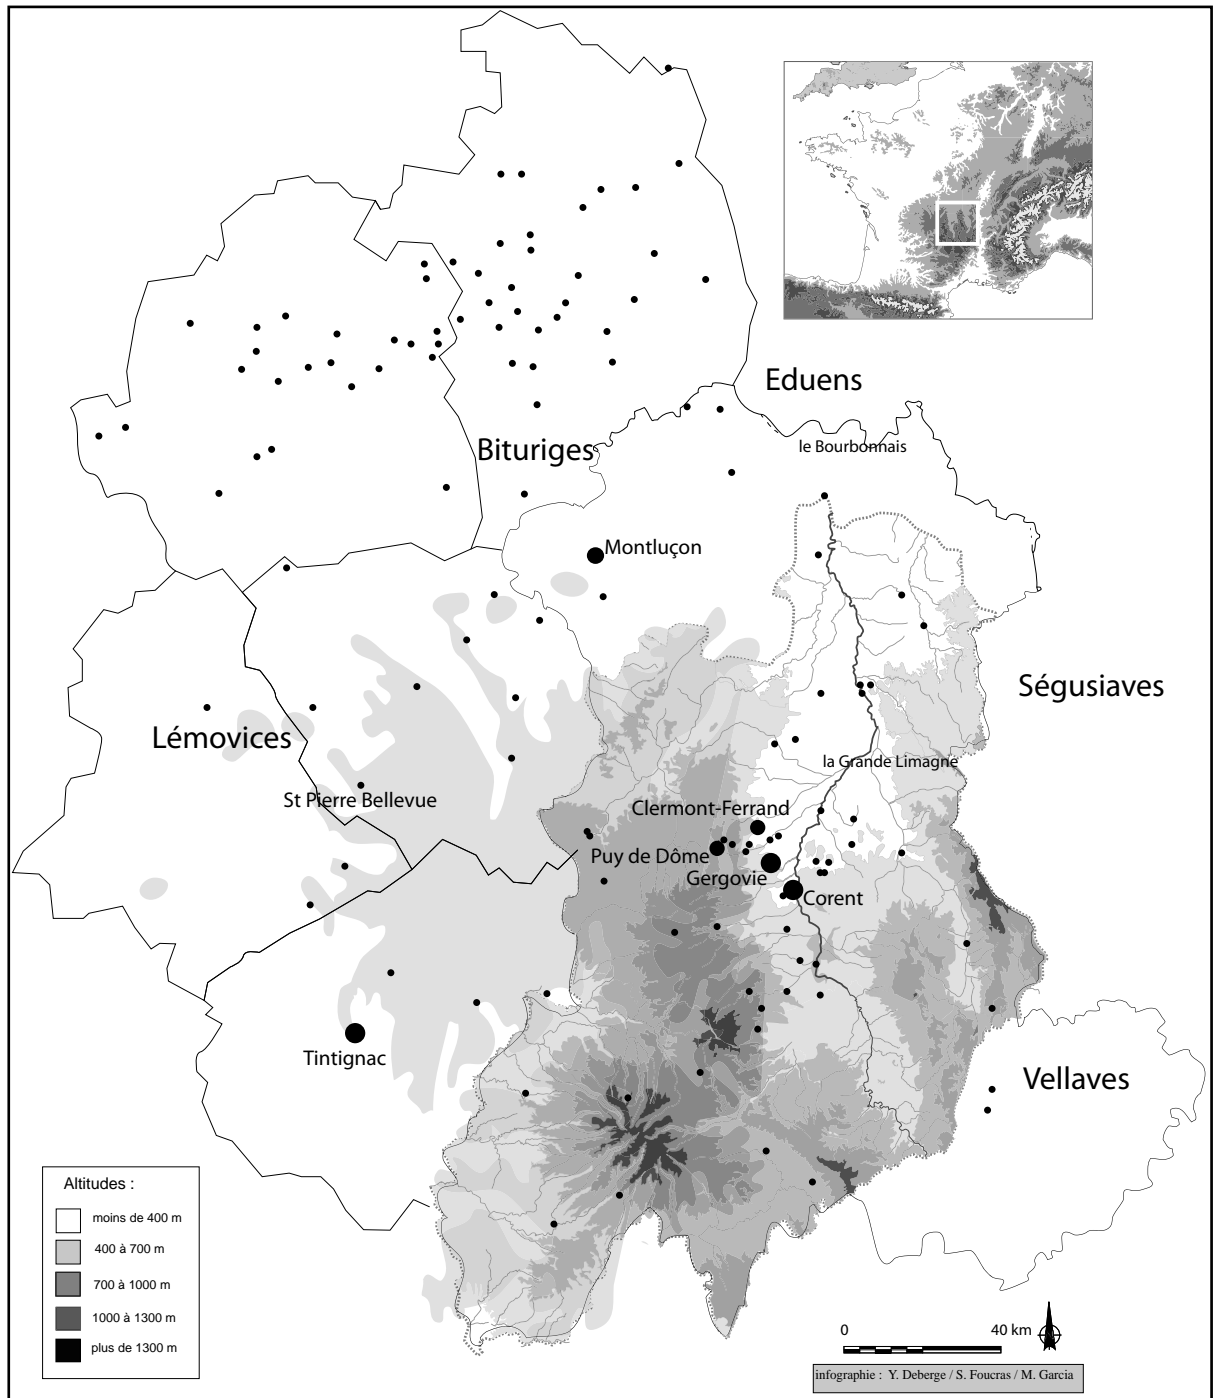 Eduens
le Bourbonnais
Bituriges
Montluçon
Ségusiaves
Lémovices
la Grande Limagne
St Pierre Bellevue
Clermont-Ferrand
Puy de Dôme
Gergovie
Corent
Tintignac
Vellaves
Altitudes :
moins de 400 m
400 à 700 m
700 à 1000 m
1000 à 1300 m
plus de 1300 m
0 40 km
infographie : Y. Deberge / S. Foucras / M. Garcia